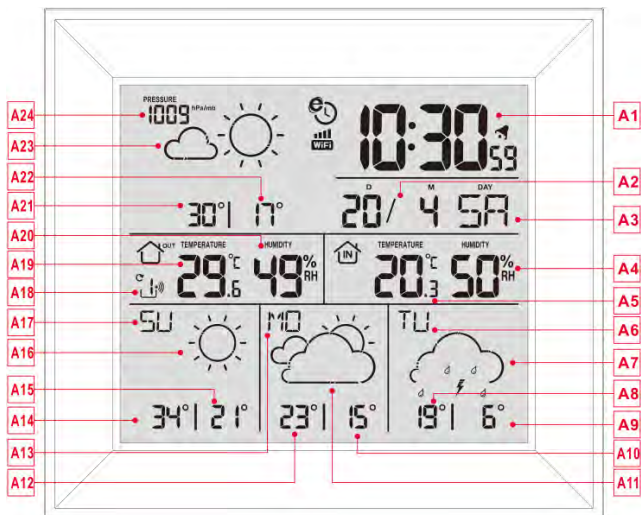 PRESSURE
1009 hPa/mb
e
WiFi
10:30 59
D M DAY
20/ 4 SA
30° 17°
OUT TEMPERATURE HUMIDITY
29.6 °C 49 % RH
1
IN TEMPERATURE HUMIDITY
20.3 °C 50 % RH
SU
34° 21°
MO
23° 15°
TU
19° 6°
A24
A23
A22
A21
A20
A19
A18
A17
A16
A15
A14
A13
A12
A1
A2
A3
A4
A5
A6
A7
A8
A9
A10
A11